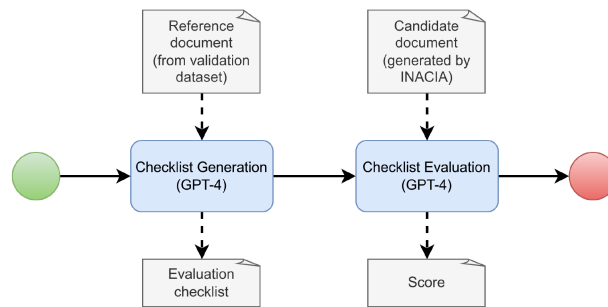 Reference
document
(from validation
dataset)
Candidate
document
(generated by
INACIA)
Checklist Generation
(GPT-4)
Checklist Evaluation
(GPT-4)
Evaluation
checklist
Score